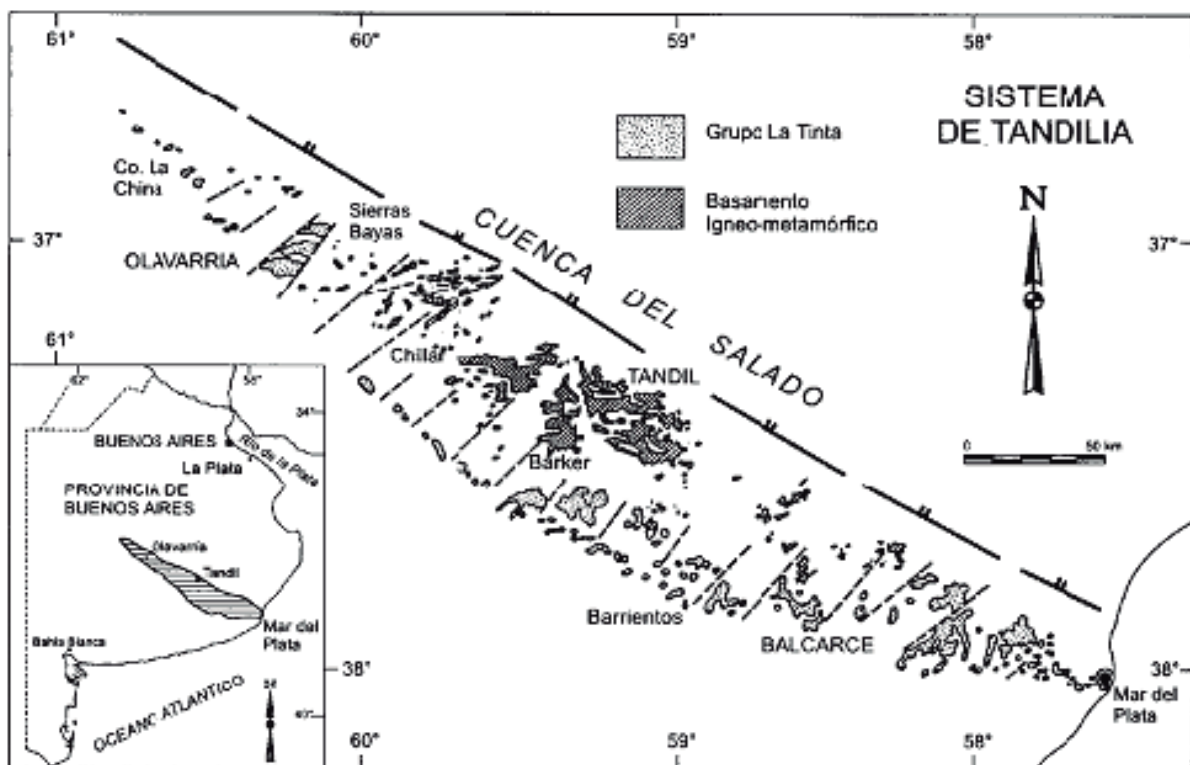 61°
60°
59°
58°
SISTEMA
DE TANDILIA
Grupo La Tinta
Basamento
Igneo-metamórfico
N
Co. La
China
Sierras
Bayas
OLAVARRIA
37°
37°
CUENCA DEL SALADO
61°
Chillar
TANDIL
Barker
0 50 km
Barrientos
BALCARCE
38°
38°
Mar del
Plata
60°
59°
58°
62°
34°
BUENOS AIRES
Río de la Plata
La Plata
PROVINCIA DE
BUENOS AIRES
Olavarría
Tandil
Mar del
Plata
Bahía Blanca
OCEANO ATLANTICO